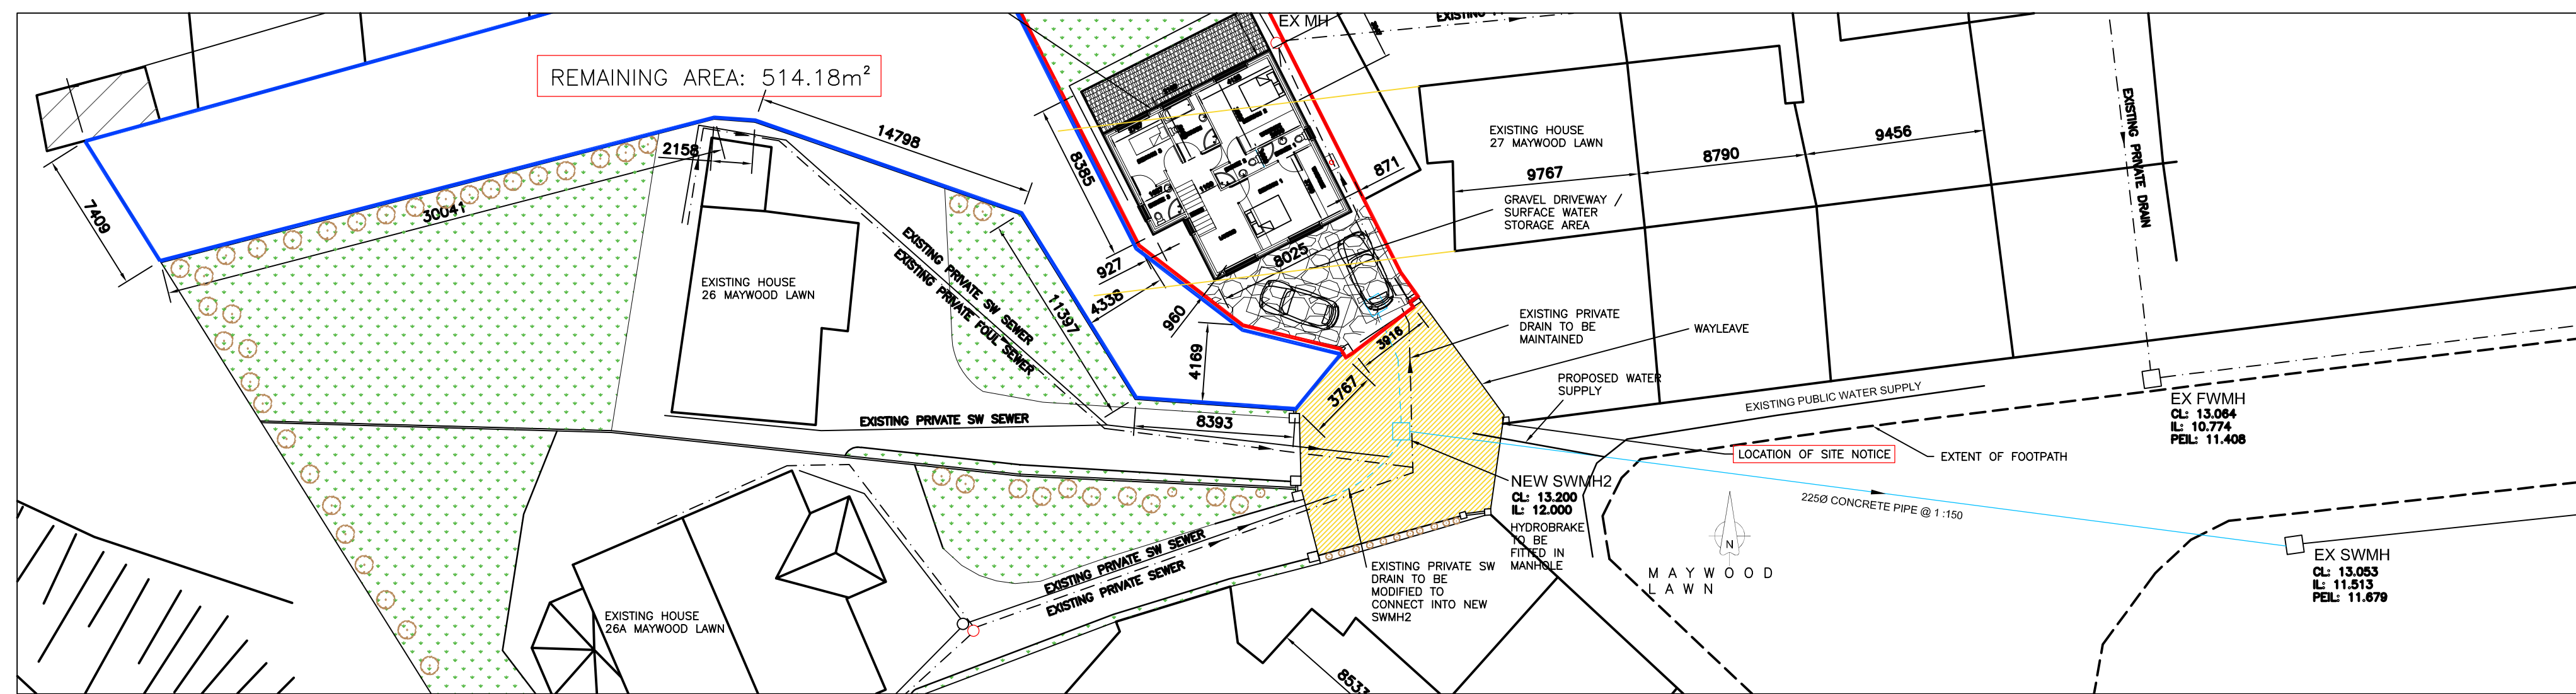 EX MH
REMAINING AREA: 514.18m²
14798
2158
30041
7409
8385
927
4338
960
11397
4169
8393
8025
871
3916
3767
EXISTING HOUSE
26 MAYWOOD LAWN
EXISTING PRIVATE SW SEWER
EXISTING PRIVATE FOUL SEWER
EXISTING PRIVATE SW SEWER
EXISTING HOUSE
27 MAYWOOD LAWN
9767
8790
9456
GRAVEL DRIVEWAY /
SURFACE WATER
STORAGE AREA
EXISTING PRIVATE DRAIN
EXISTING PRIVATE
DRAIN TO BE
MAINTAINED
WAYLEAVE
PROPOSED WATER
SUPPLY
EXISTING PUBLIC WATER SUPPLY
EX FWMH
CL: 13.064
IL: 10.774
PEIL: 11.408
LOCATION OF SITE NOTICE
EXTENT OF FOOTPATH
NEW SWMH2
CL: 13.200
IL: 12.000
HYDROBRAKE
TO BE
FITTED IN
MANHOLE
225Ø CONCRETE PIPE @ 1 :150
N
MAYWOOD
LAWN
EX SWMH
CL: 13.053
IL: 11.513
PEIL: 11.679
EXISTING PRIVATE SW
DRAIN TO BE
MODIFIED TO
CONNECT INTO NEW
SWMH2
EXISTING PRIVATE SW SEWER
EXISTING PRIVATE SEWER
EXISTING HOUSE
26A MAYWOOD LAWN